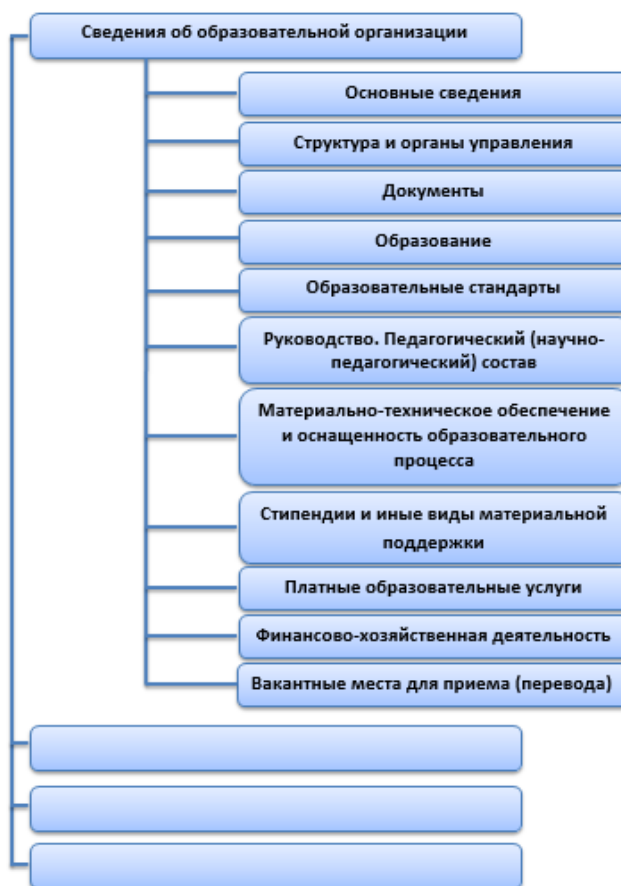 Сведения об образовательной организации
Основные сведения
Структура и органы управления
Документы
Образование
Образовательные стандарты
Руководство. Педагогический (научно-
педагогический) состав
Материально-техническое обеспечение
и оснащенность образовательного
процесса
Стипендии и иные виды материальной
поддержки
Платные образовательные услуги
Финансово-хозяйственная деятельность
Вакантные места для приема (перевода)